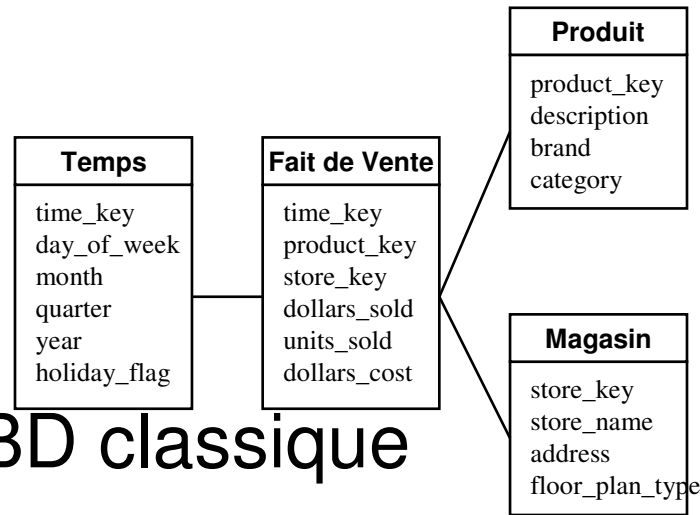 Temps
time_key
day_of_week
month
quarter
year
holiday_flag
Fait de Vente
time_key
product_key
store_key
dollars_sold
units_sold
dollars_cost
Produit
product_key
description
brand
category
Magasin
store_key
store_name
address
floor_plan_type
BD classique